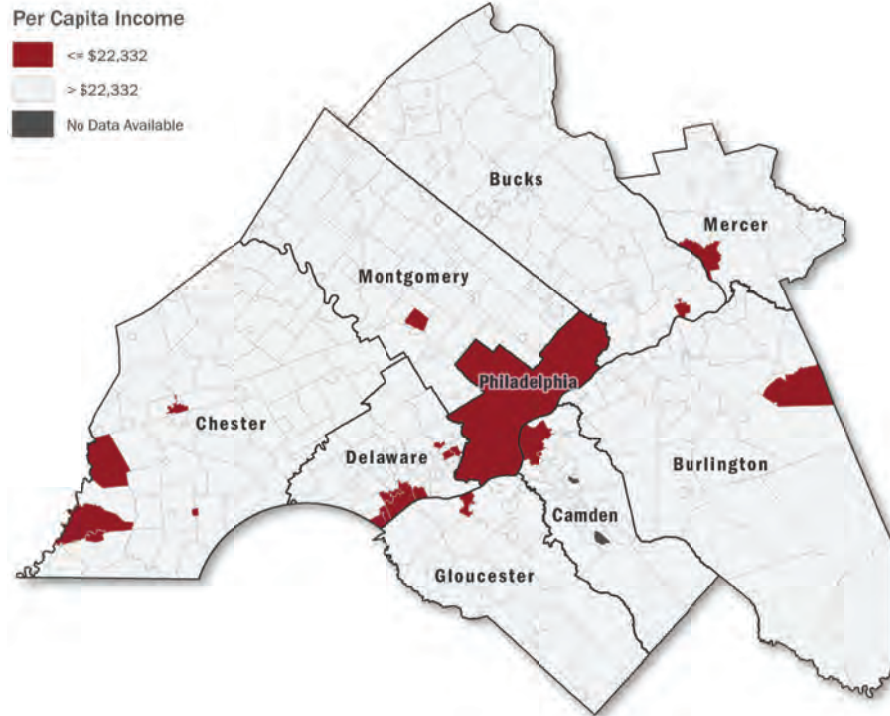 Per Capita Income
<= $22,332
> $22,332
No Data Available
Bucks
Mercer
Montgomery
Philadelphia
Chester
Delaware
Burlington
Camden
Gloucester